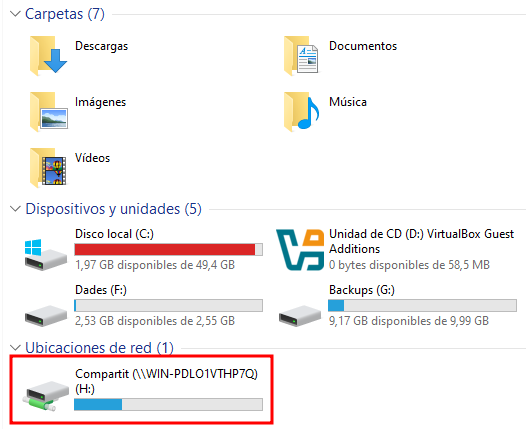 Carpetas (7)
Descargas
Documentos
Imágenes
Música
Vídeos
Dispositivos y unidades (5)
Disco local (C:)
1,97 GB disponibles de 49,4 GB
Unidad de CD (D:) VirtualBox Guest
Additions
0 bytes disponibles de 58,5 MB
Dades (F:)
2,53 GB disponibles de 2,55 GB
Backups (G:)
9,17 GB disponibles de 9,99 GB
Ubicaciones de red (1)
Compartit (\\WIN-PDLO1VTHP7Q)
(H:)